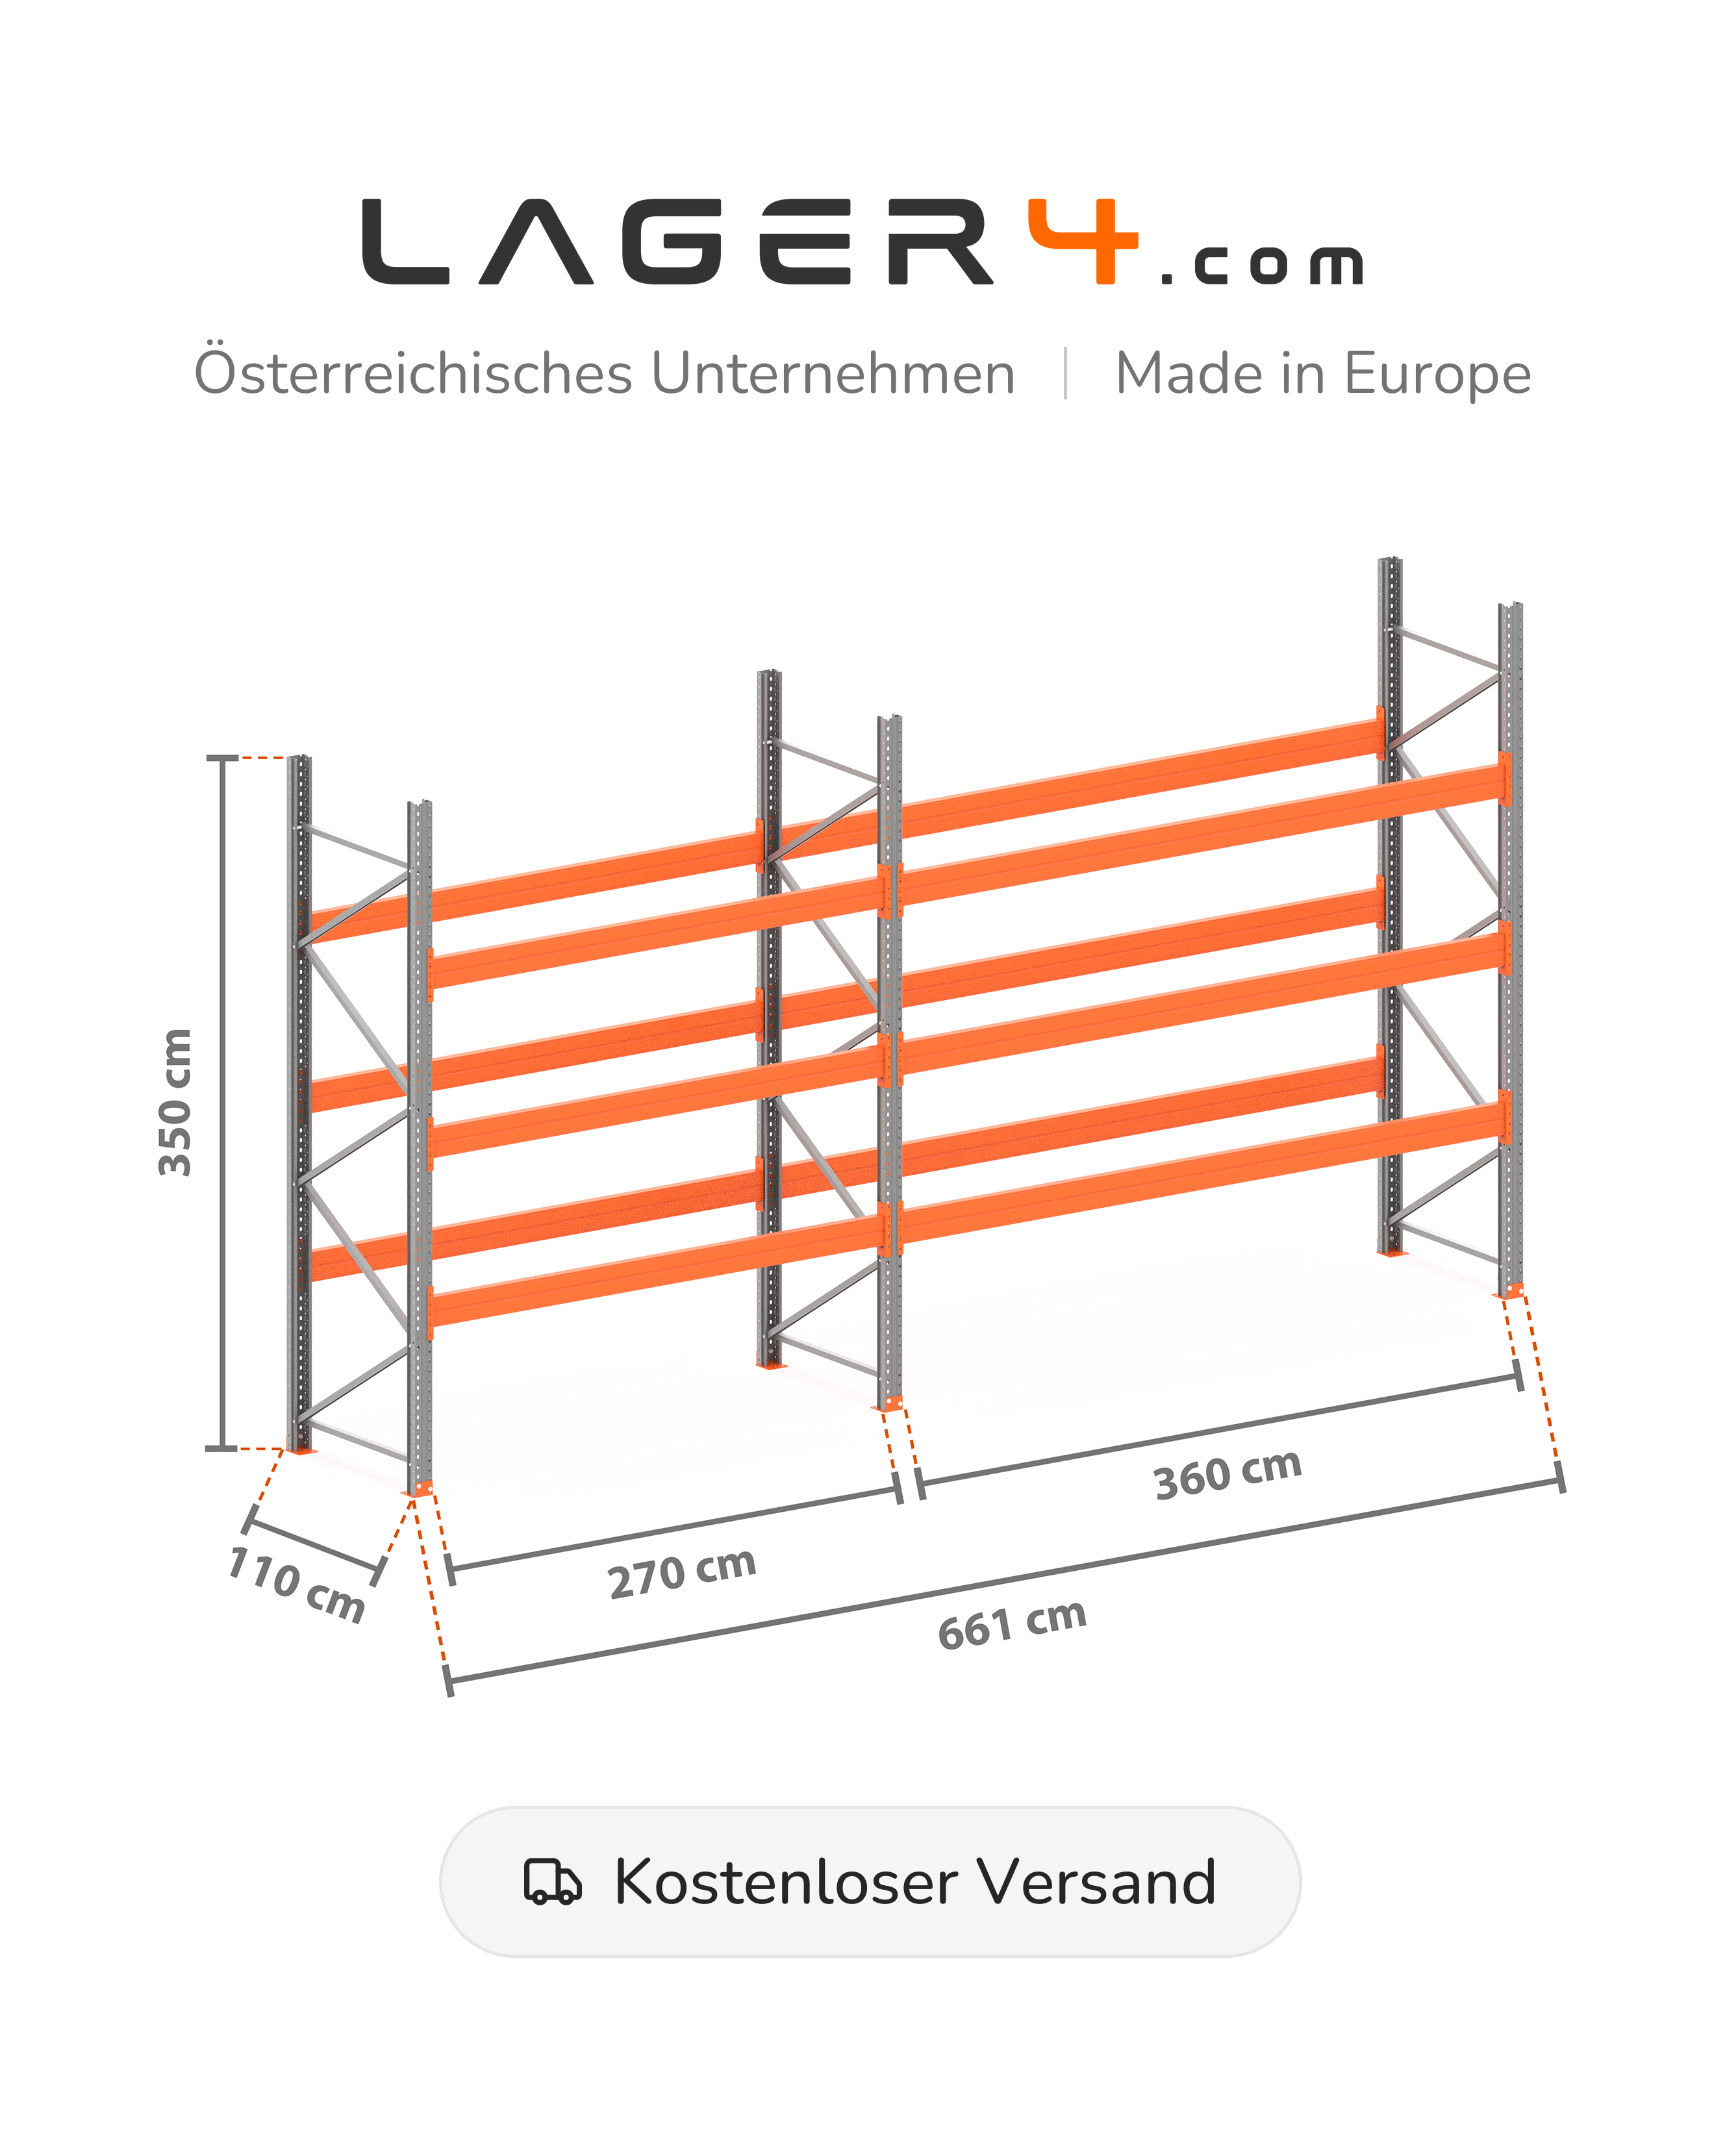 LAGER4.com
Österreichisches Unternehmen | Made in Europe
350 cm
110 cm
270 cm
360 cm
661 cm
Kostenloser Versand